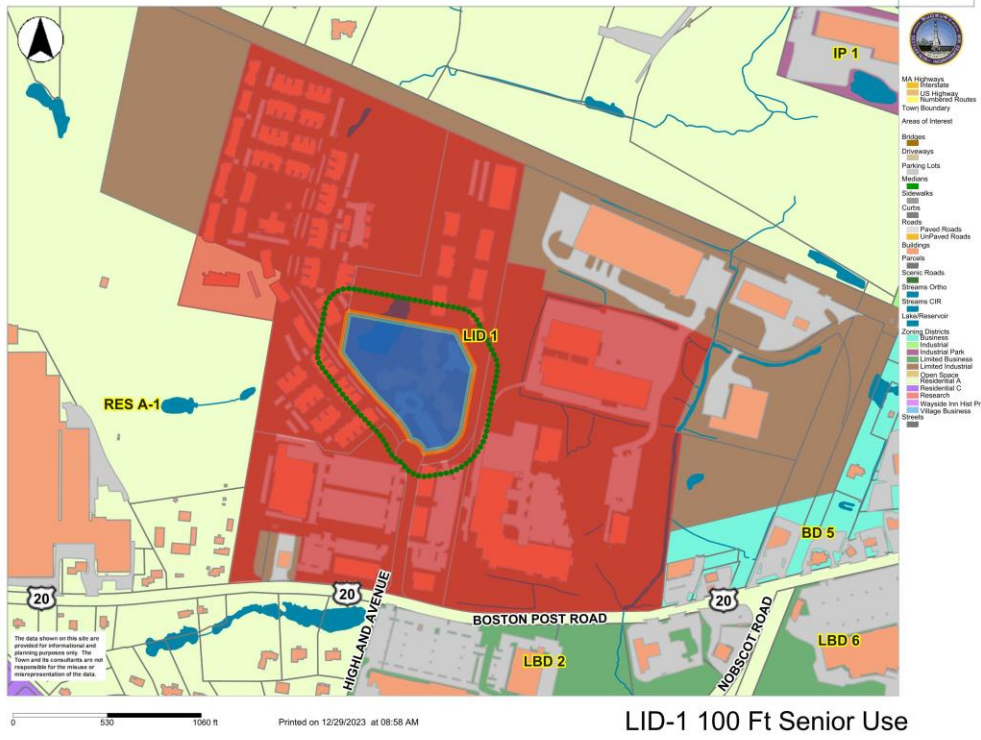 IP 1
MA Highways
Interstate
US Highway
Numbered Routes
Town Boundary
Areas of Interest
Bridges
Driveways
Parking Lots
Medians
Sidewalks
Curbs
Roads
Paved Roads
UnPaved Roads
Buildings
Parcels
Scenic Roads
Streams Ortho
Streams CIR
Lake/Reservoir
Zoning Districts
Business
Industrial
Industrial Park
Limited Business
Limited Industrial
Open Space
Residential A
Residential C
Research
Wayside Inn Hist Pr
Village Business
Streets
LID 1
RES A-1
BD 5
20
20
20
BOSTON POST ROAD
HIGHLAND AVENUE
NOBSCOT ROAD
LBD 2
LBD 6
The data shown on this site are
provided for informational and
planning purposes only. The
Town and its consultants are not
responsible for the misuse or
misrepresentation of the data.
0 530 1060 ft
Printed on 12/29/2023 at 08:58 AM
LID-1 100 Ft Senior Use